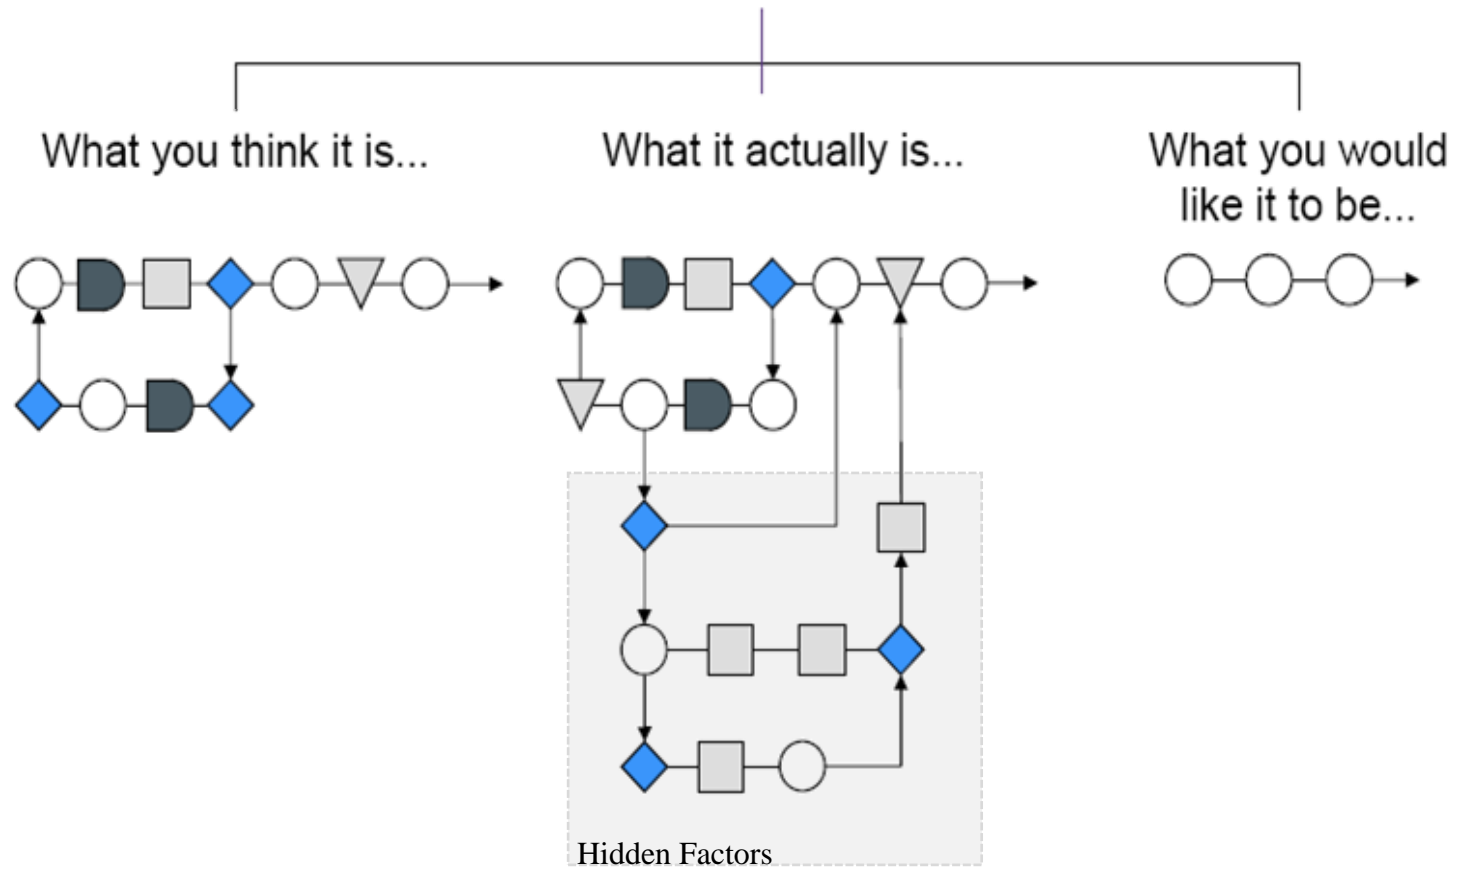 What you think it is...
What it actually is...
What you would
like it to be...
Hidden Factors